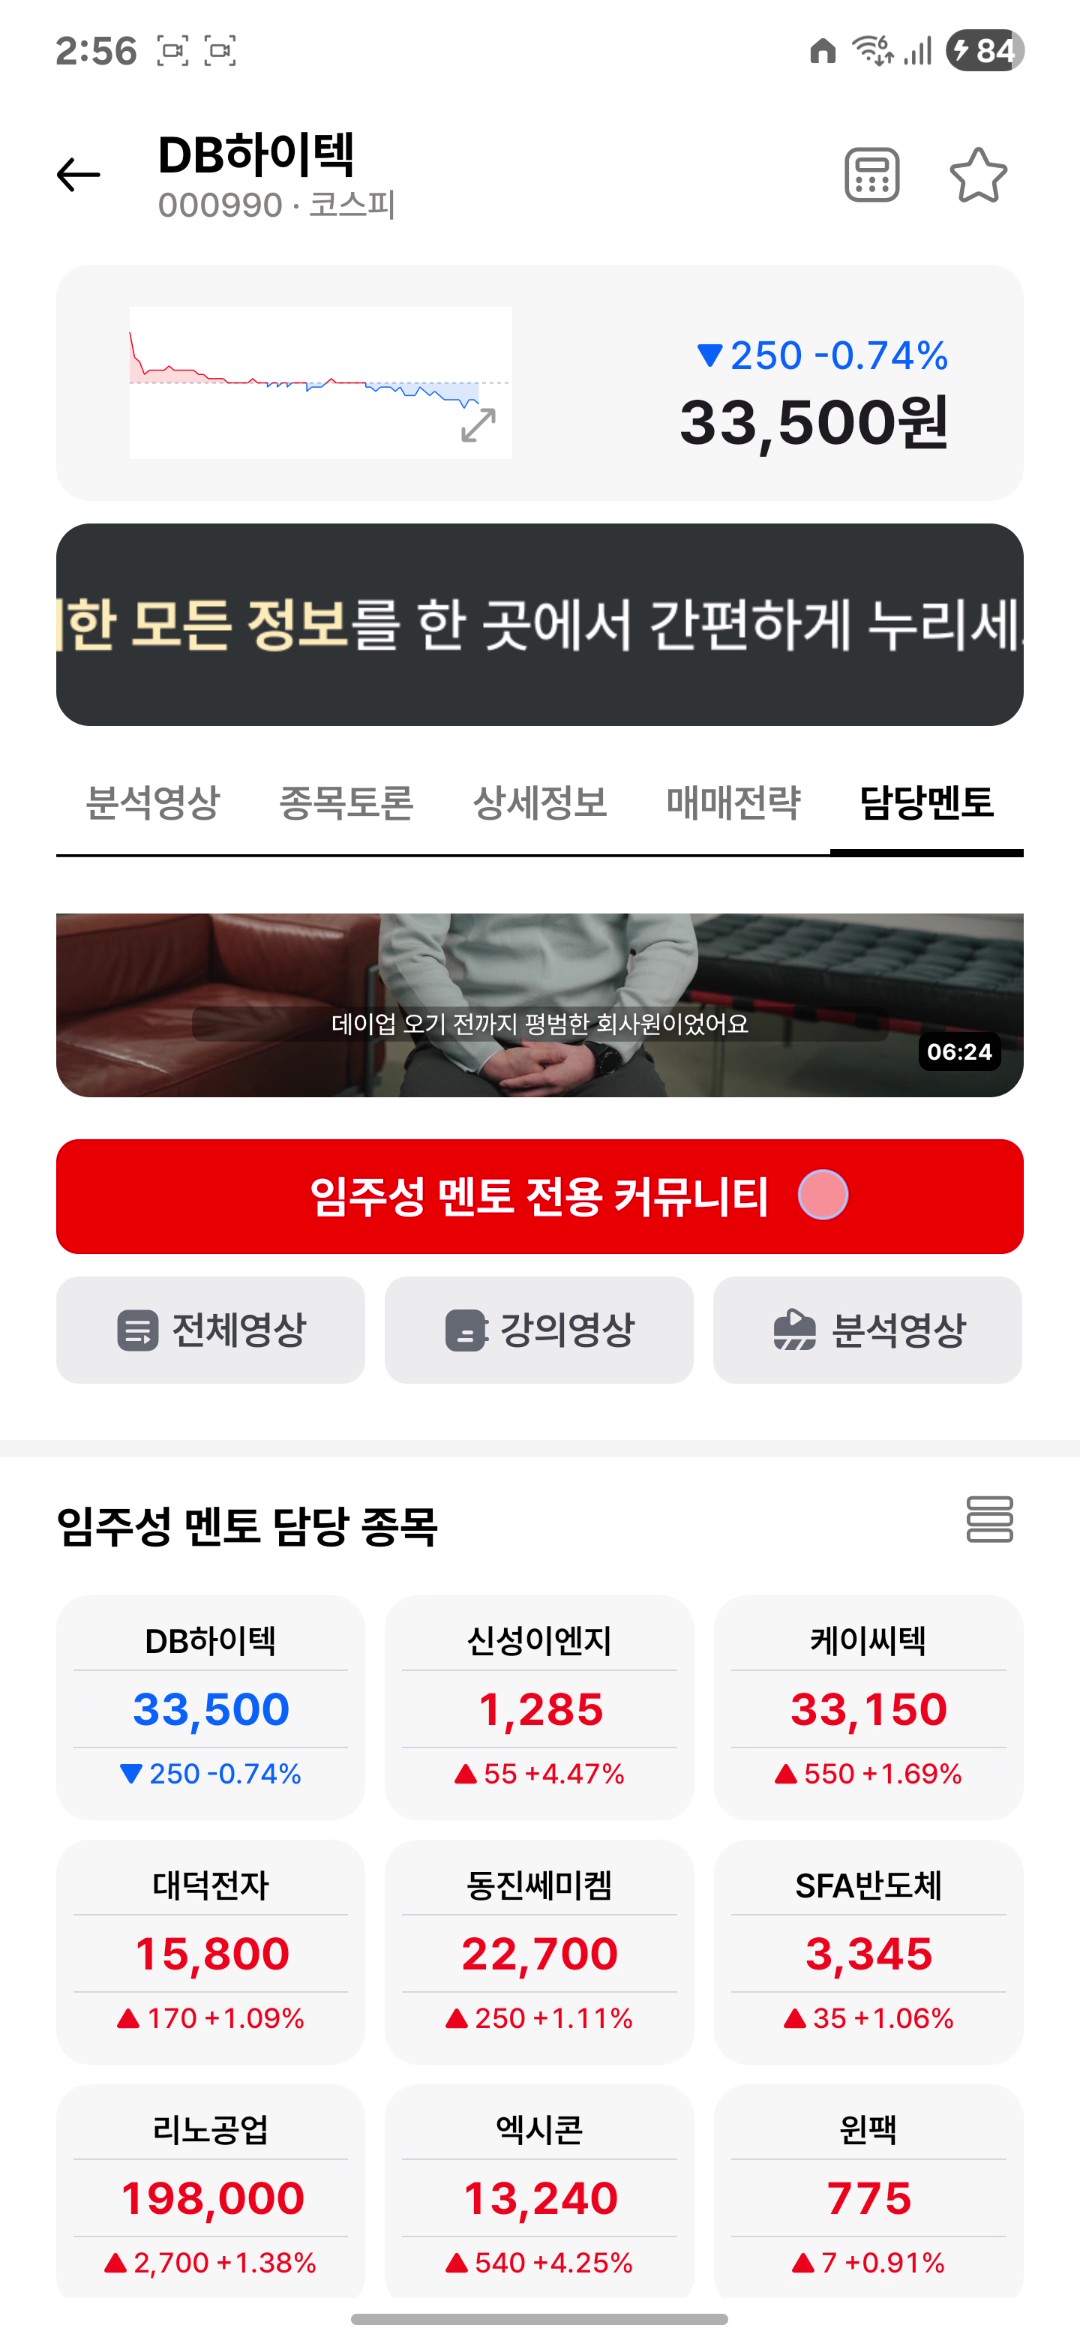 2:56
6
84
DB하이텍
000990 · 코스피
▼250 -0.74%
33,500원
한 모든 정보를 한 곳에서 간편하게 누리세
분석영상 종목토론 상세정보 매매전략 담당멘토
데이업 오기 전까지 평범한 회사원이었어요
06:24
임주성 멘토 전용 커뮤니티
전체영상 강의영상 분석영상
임주성 멘토 담당 종목
DB하이텍 신성이엔지 케이씨텍
33,500 1,285 33,150
▼250 -0.74% ▲55 +4.47% ▲550 +1.69%
대덕전자 동진쎄미켐 SFA반도체
15,800 22,700 3,345
▲170 +1.09% ▲250 +1.11% ▲35 +1.06%
리노공업 엑시콘 윈팩
198,000 13,240 775
▲2,700 +1.38% ▲540 +4.25% ▲7 +0.91%